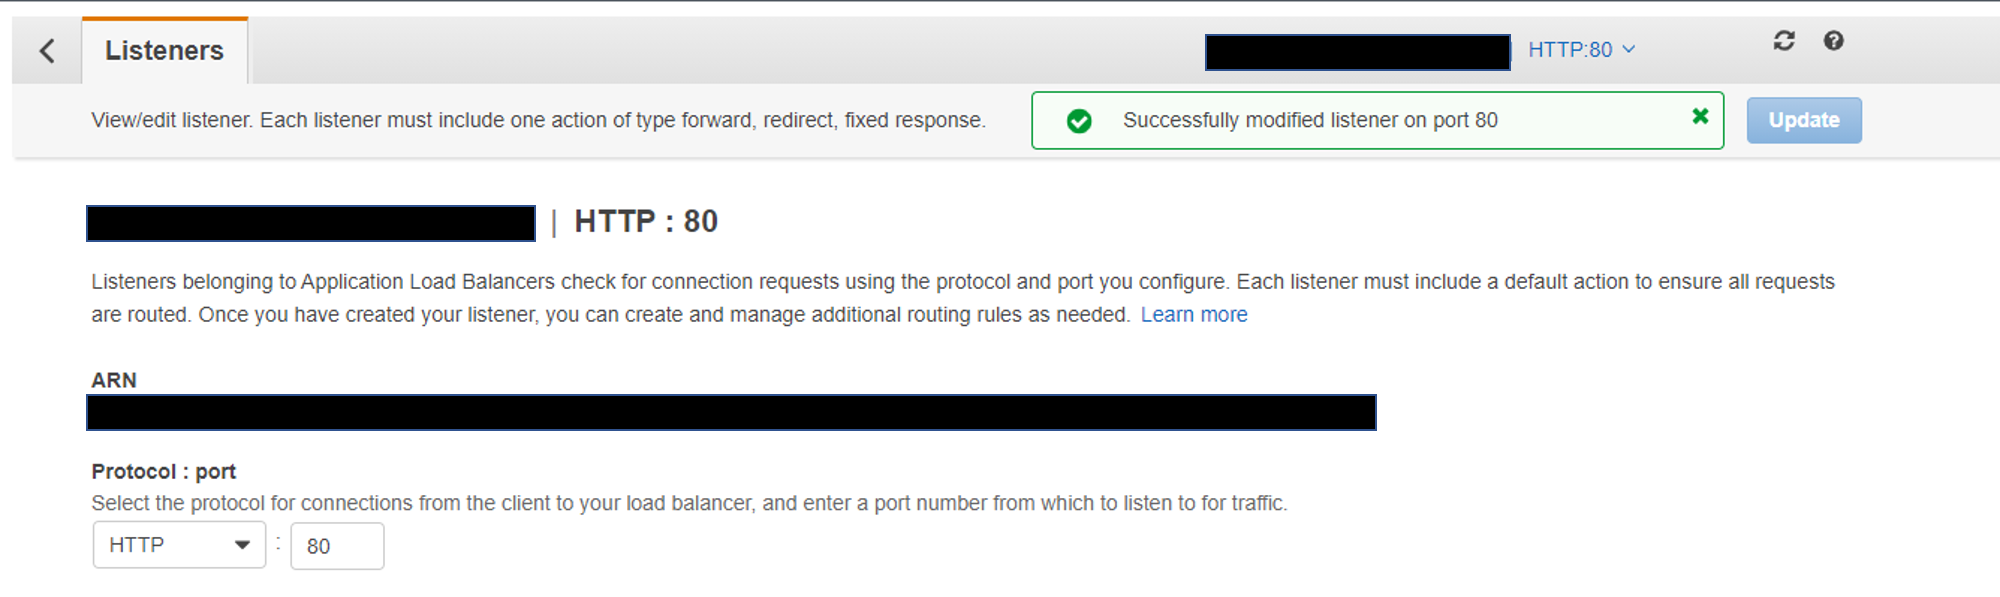 Listeners
HTTP:80
View/edit listener. Each listener must include one action of type forward, redirect, fixed response.
Successfully modified listener on port 80
Update
| HTTP : 80
Listeners belonging to Application Load Balancers check for connection requests using the protocol and port you configure. Each listener must include a default action to ensure all requests
are routed. Once you have created your listener, you can create and manage additional routing rules as needed. Learn more
ARN
Protocol : port
Select the protocol for connections from the client to your load balancer, and enter a port number from which to listen to for traffic.
HTTP : 80